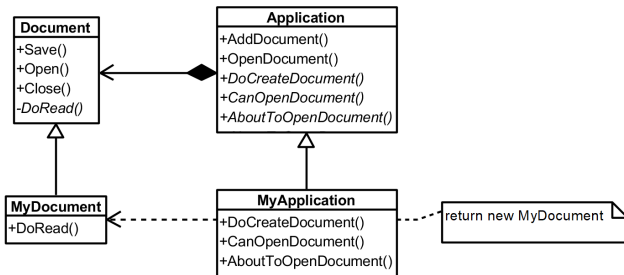 Document
+Save()
+Open()
+Close()
-DoRead()
Application
+AddDocument()
+OpenDocument()
+DoCreateDocument()
+CanOpenDocument()
+AboutToOpenDocument()
MyDocument
+DoRead()
MyApplication
+DoCreateDocument()
+CanOpenDocument()
+AboutToOpenDocument()
return new MyDocument